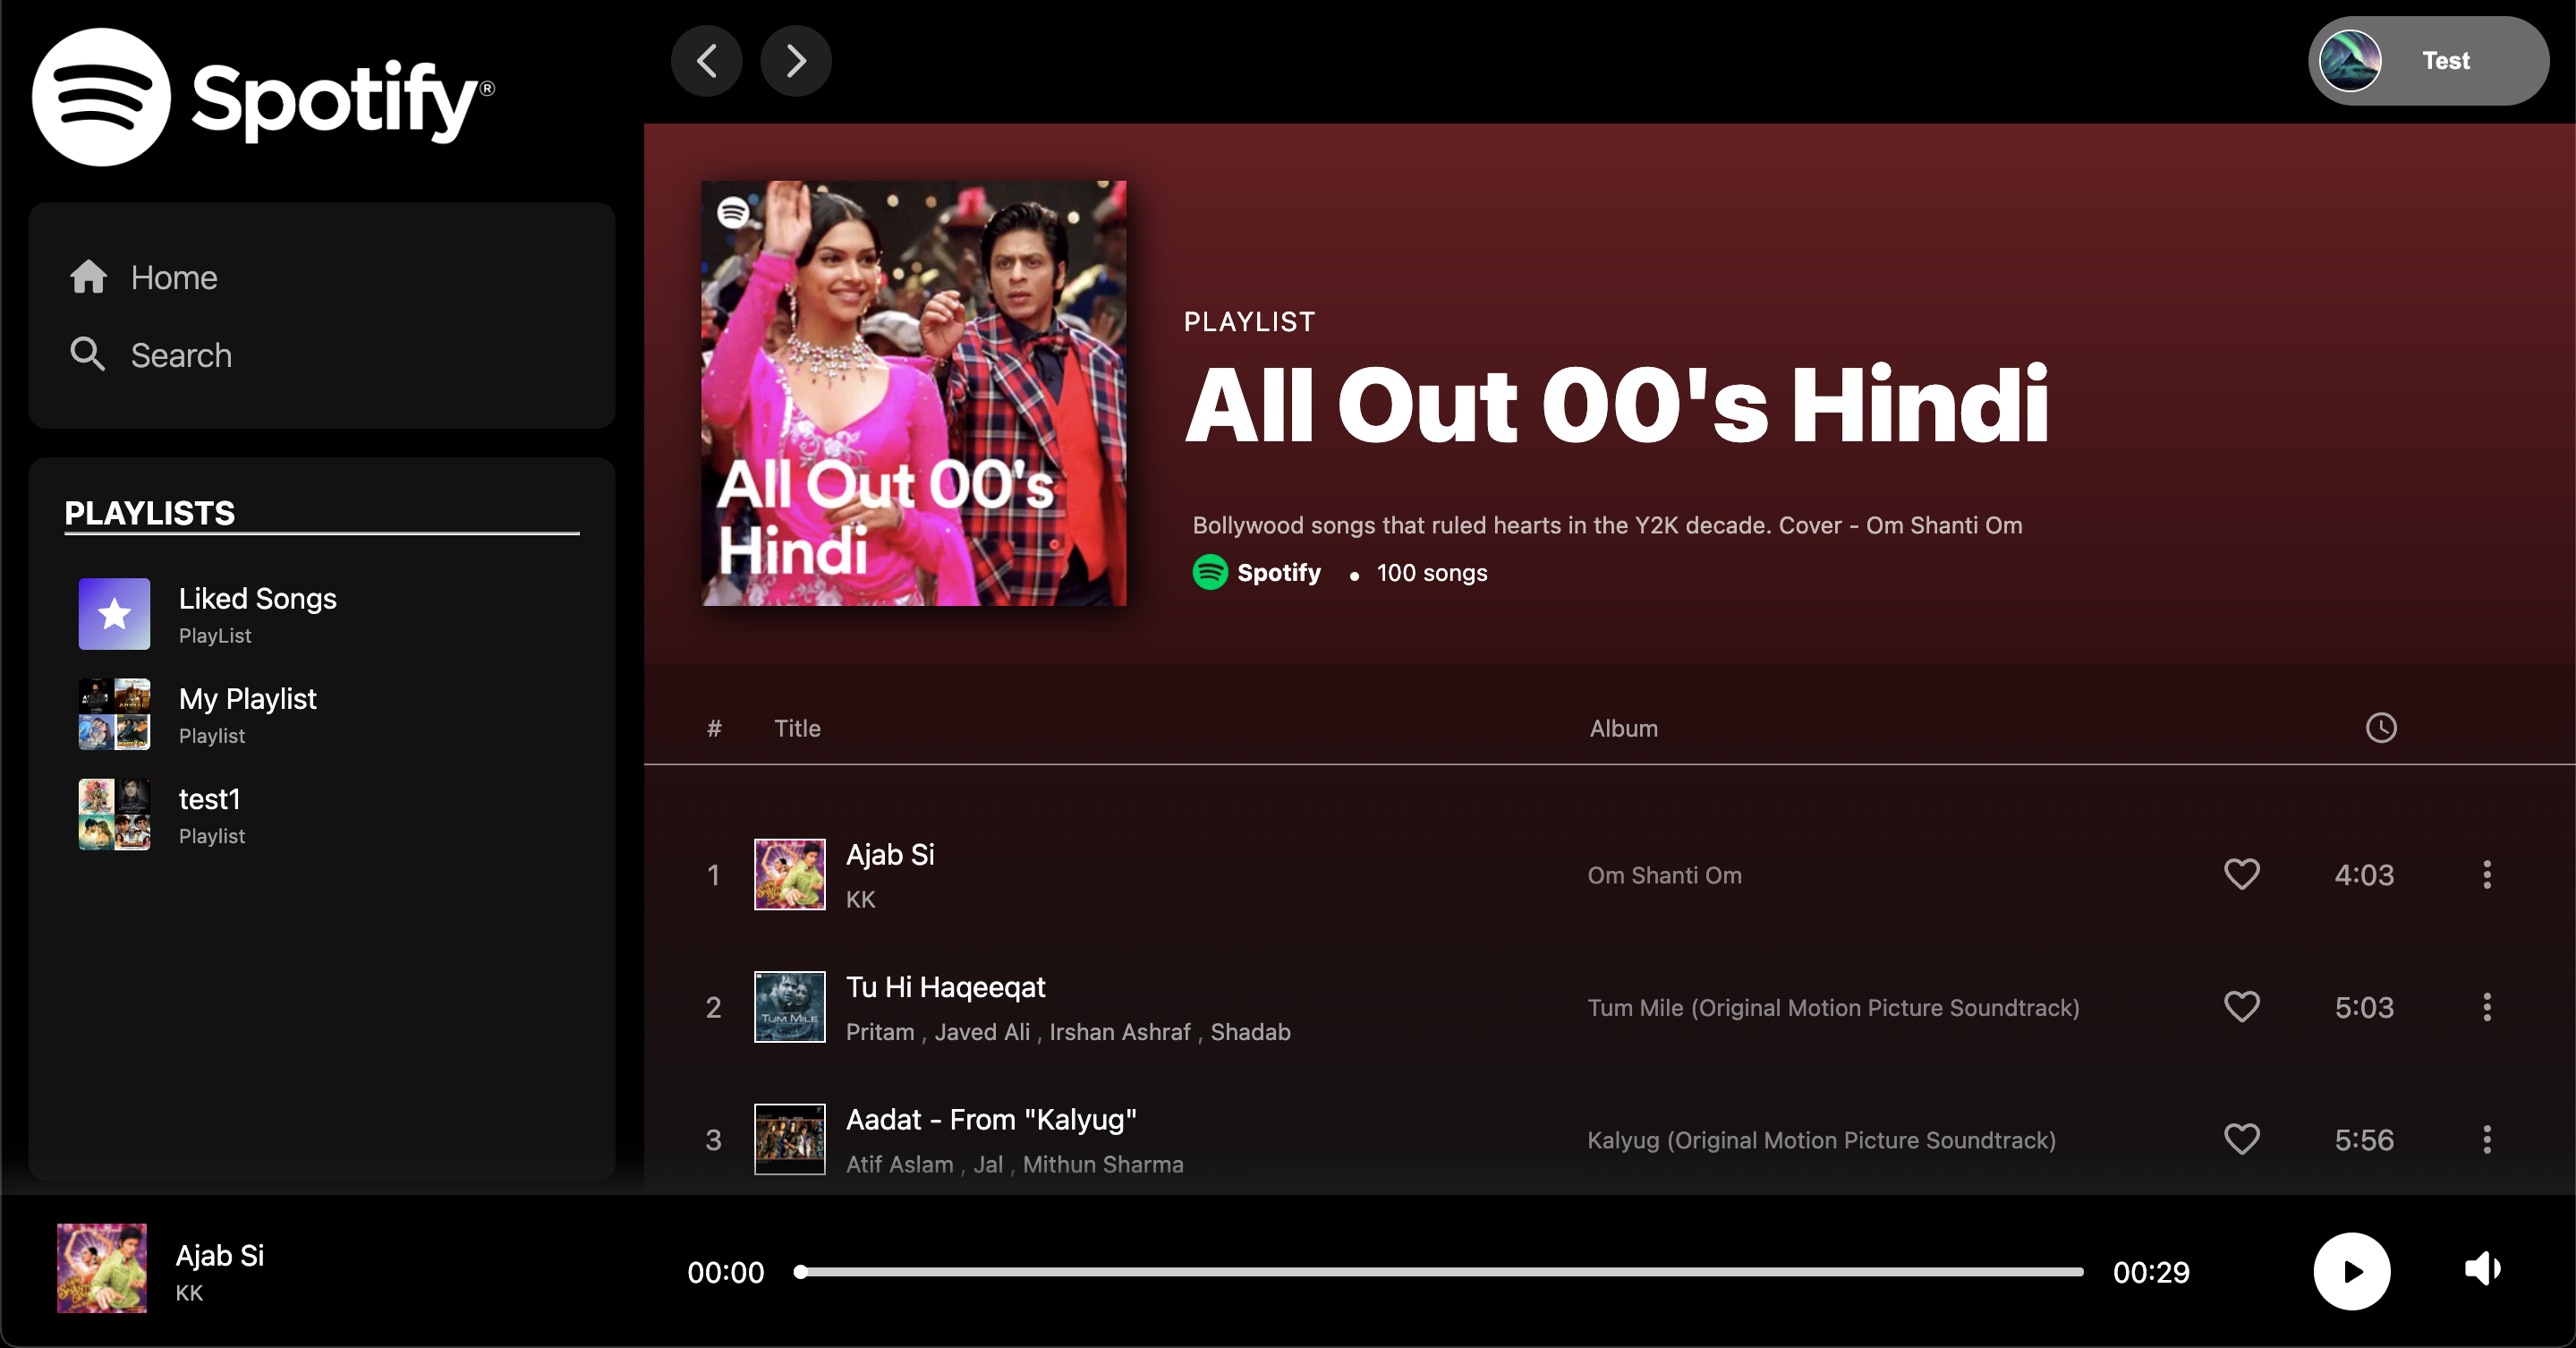 Spotify®
Test
Home
Search
PLAYLISTS
Liked Songs
PlayList
My Playlist
Playlist
test1
Playlist
All Out 00's
Hindi
PLAYLIST
All Out 00's Hindi
Bollywood songs that ruled hearts in the Y2K decade. Cover - Om Shanti Om
Spotify • 100 songs
# Title Album
1 Ajab Si Om Shanti Om 4:03
KK
2 Tu Hi Haqeeqat Tum Mile (Original Motion Picture Soundtrack) 5:03
Pritam , Javed Ali , Irshan Ashraf , Shadab
TUM MILE
3 Aadat - From "Kalyug" Kalyug (Original Motion Picture Soundtrack) 5:56
Atif Aslam , Jal , Mithun Sharma
Ajab Si
KK
00:00 00:29